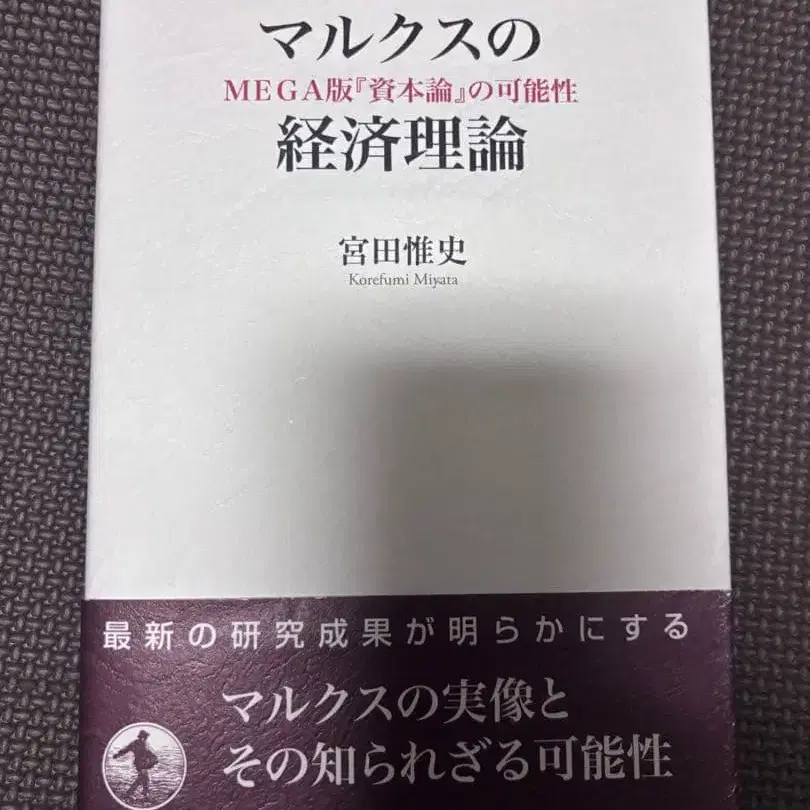 マルクスの
MEGA版『資本論』の可能性
経済理論
宮田惟史
Korefumi Miyata
最新の研究成果が明らかにする
マルクスの実像と
その知られざる可能性